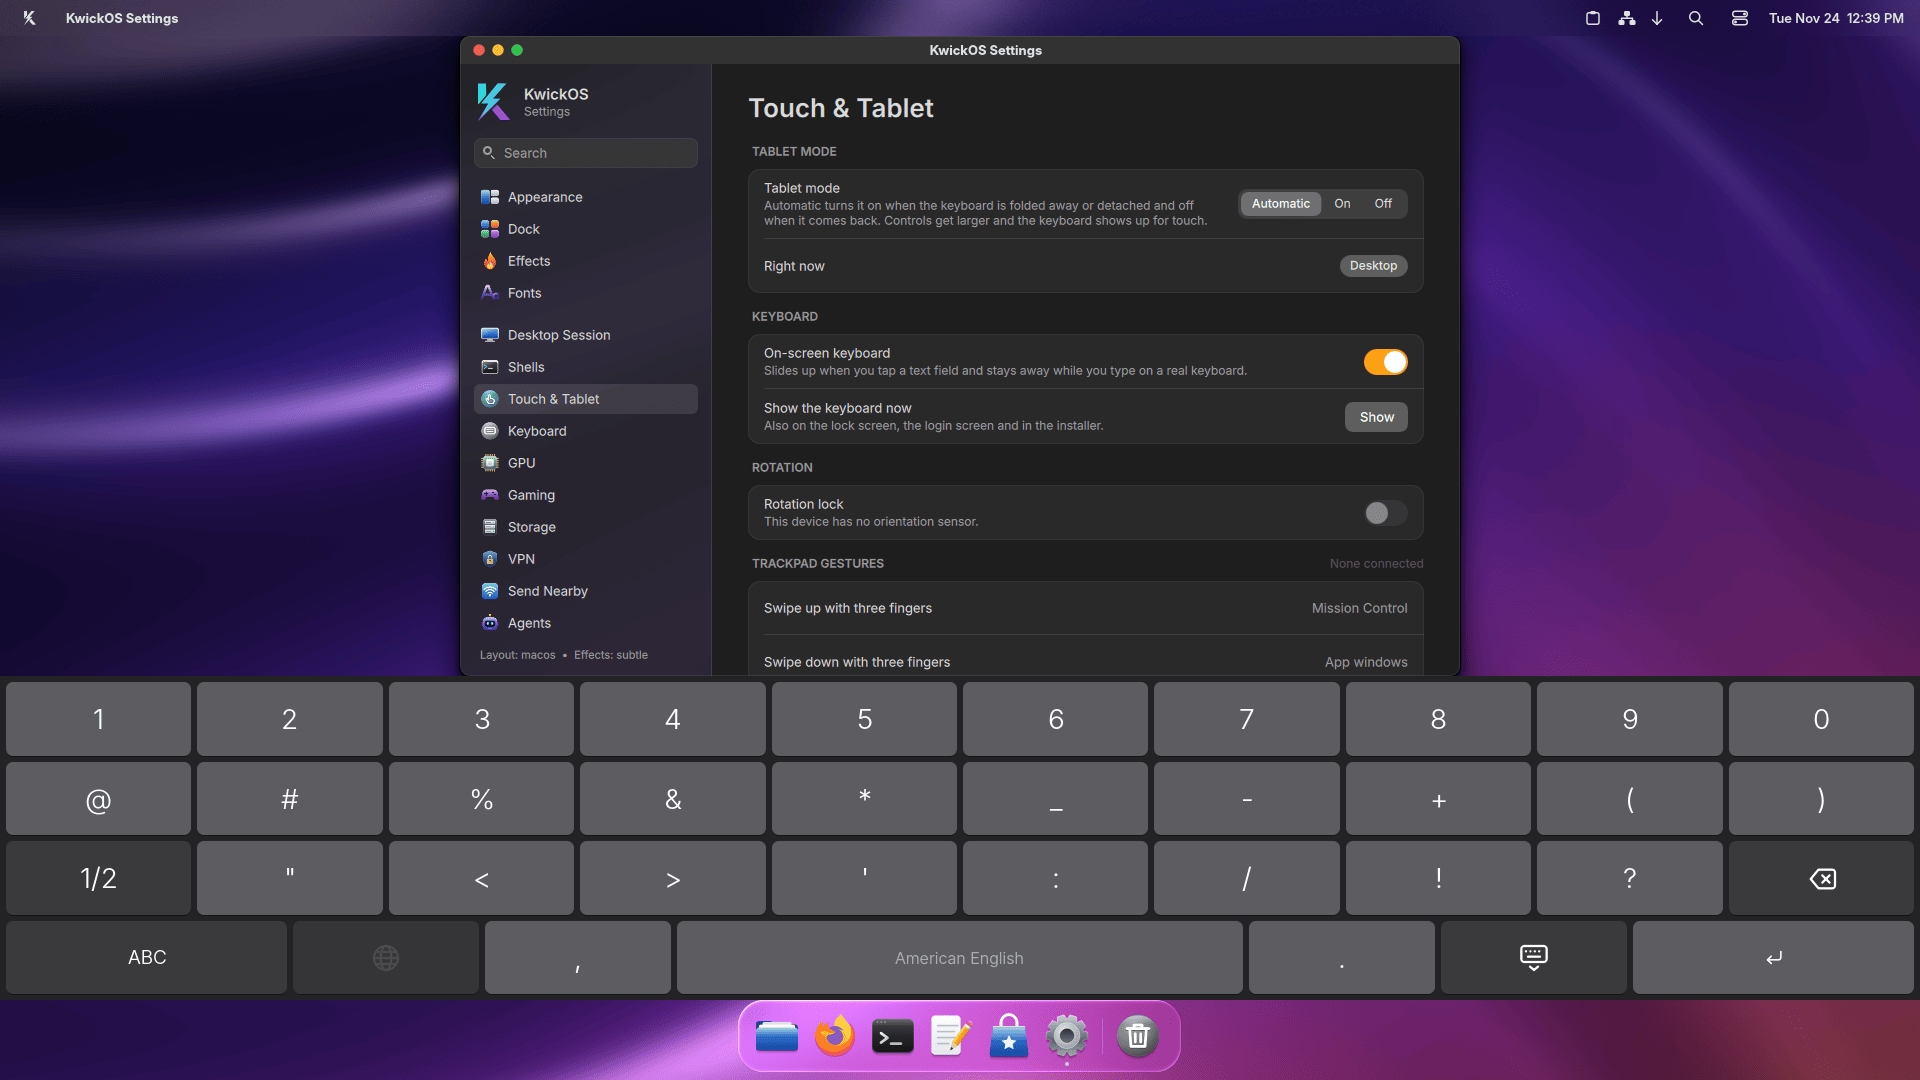 KwickOS Settings
Tue Nov 24 12:39 PM
KwickOS Settings
KwickOS
Settings
Search
Appearance
Dock
Effects
Fonts
Desktop Session
Shells
Touch & Tablet
Keyboard
GPU
Gaming
Storage
VPN
Send Nearby
Agents
Layout: macos • Effects: subtle
Touch & Tablet
TABLET MODE
Tablet mode
Automatic turns it on when the keyboard is folded away or detached and off
when it comes back. Controls get larger and the keyboard shows up for touch.
Automatic On Off
Right now
Desktop
KEYBOARD
On-screen keyboard
Slides up when you tap a text field and stays away while you type on a real keyboard.
Show the keyboard now
Also on the lock screen, the login screen and in the installer.
Show
ROTATION
Rotation lock
This device has no orientation sensor.
TRACKPAD GESTURES
None connected
Swipe up with three fingers
Mission Control
Swipe down with three fingers
App windows
1 2 3 4 5 6 7 8 9 0
@ # % & * _ - + ( )
1/2 " < > ' : / ! ?
ABC , American English .